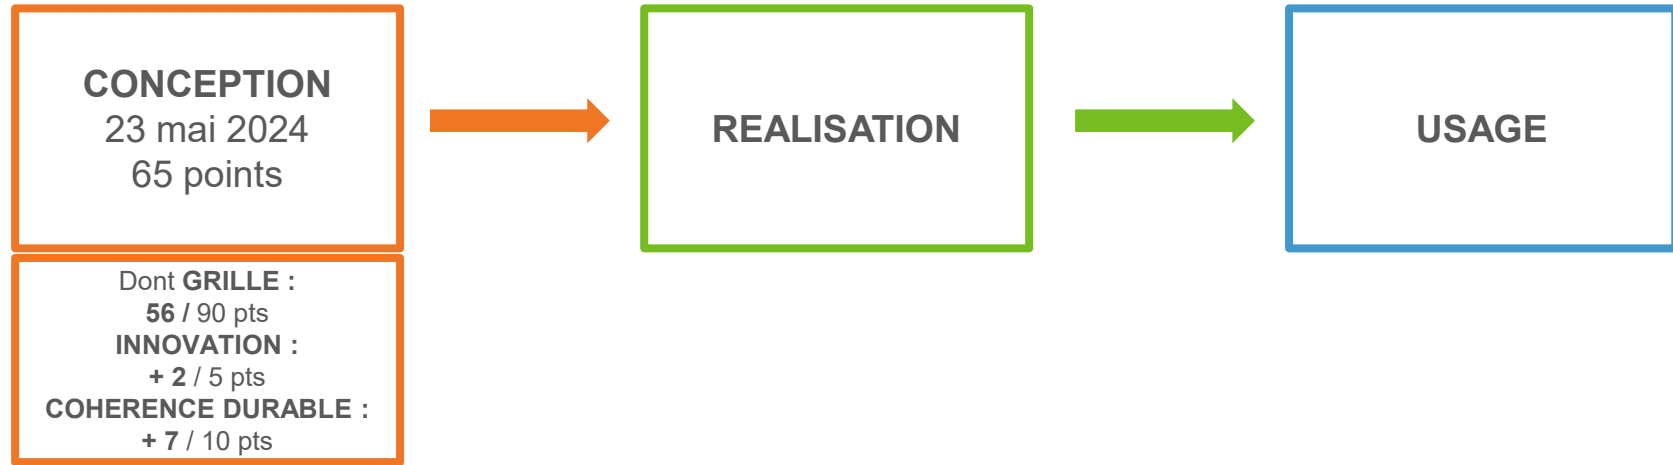 CONCEPTION
23 mai 2024
65 points
REALISATION
USAGE
Dont GRILLE :
56 / 90 pts
INNOVATION :
+ 2 / 5 pts
COHERENCE DURABLE :
+ 7 / 10 pts